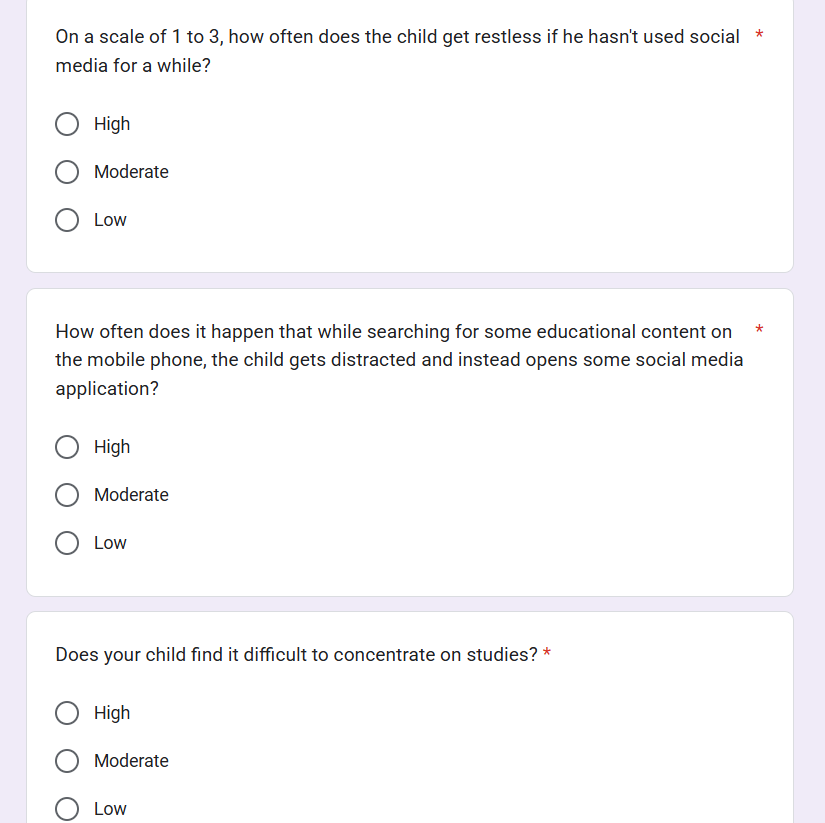 On a scale of 1 to 3, how often does the child get restless if he hasn't used social *
media for a while?
High
Moderate
Low
How often does it happen that while searching for some educational content on *
the mobile phone, the child gets distracted and instead opens some social media
application?
High
Moderate
Low
Does your child find it difficult to concentrate on studies? *
High
Moderate
Low